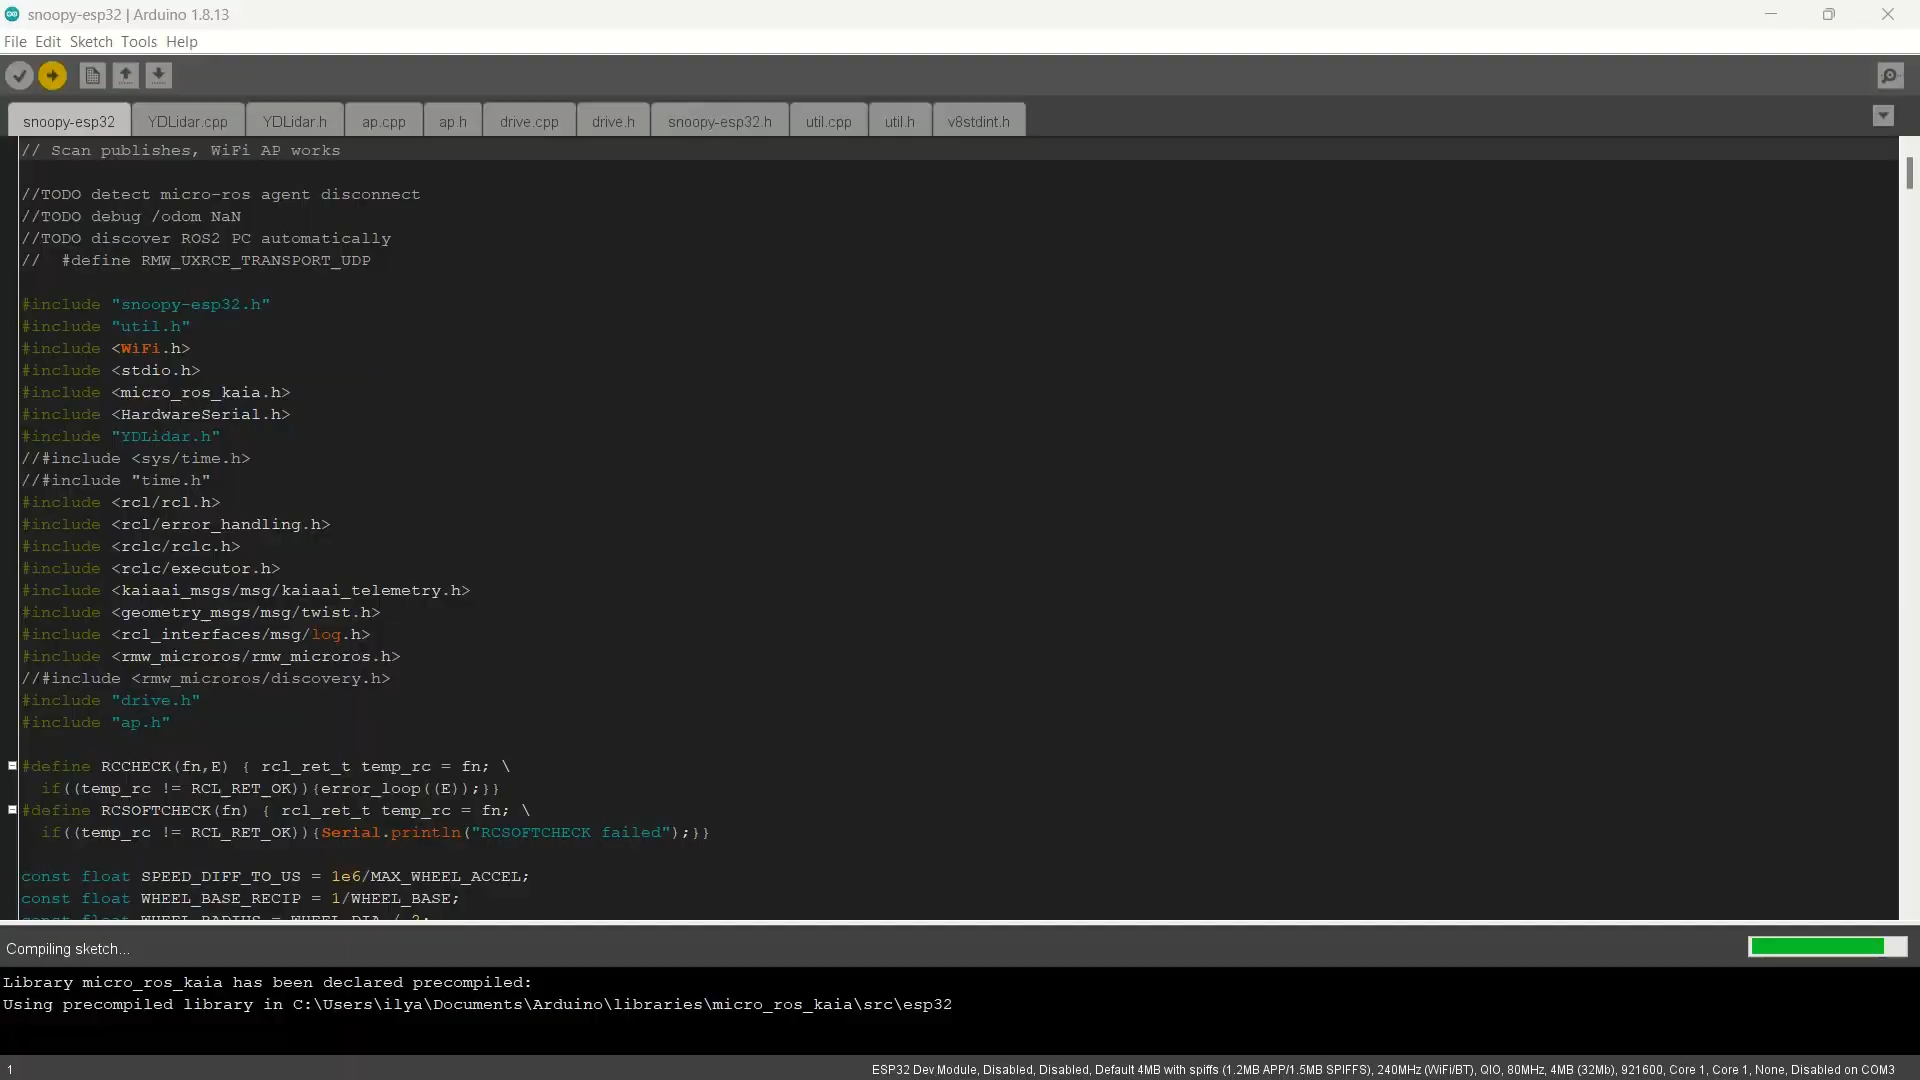 snoopy-esp32 | Arduino 1.8.13
File Edit Sketch Tools Help
snoopy-esp32 YDLidar.cpp YDLidar.h ap.cpp ap.h drive.cpp drive.h snoopy-esp32.h util.cpp util.h v8stdint.h
// Scan publishes, WiFi AP works
//TODO detect micro-ros agent disconnect
//TODO debug /odom NaN
//TODO discover ROS2 PC automatically
//  #define RMW_UXRCE_TRANSPORT_UDP
#include "snoopy-esp32.h"
#include "util.h"
#include <WiFi.h>
#include <stdio.h>
#include <micro_ros_kaia.h>
#include <HardwareSerial.h>
#include "YDLidar.h"
//#include <sys/time.h>
//#include "time.h"
#include <rcl/rcl.h>
#include <rcl/error_handling.h>
#include <rclc/rclc.h>
#include <rclc/executor.h>
#include <kaiaai_msgs/msg/kaiaai_telemetry.h>
#include <geometry_msgs/msg/twist.h>
#include <rcl_interfaces/msg/log.h>
#include <rmw_microros/rmw_microros.h>
//#include <rmw_microros/discovery.h>
#include "drive.h"
#include "ap.h"
#define RCCHECK(fn,E) { rcl_ret_t temp_rc = fn; \
  if((temp_rc != RCL_RET_OK)){error_loop((E));}}
#define RCSOFTCHECK(fn) { rcl_ret_t temp_rc = fn; \
  if((temp_rc != RCL_RET_OK)){Serial.println("RCSOFTCHECK failed");}}
const float SPEED_DIFF_TO_US = 1e6/MAX_WHEEL_ACCEL;
const float WHEEL_BASE_RECIP = 1/WHEEL_BASE;
const float WHEEL_RADIUS = WHEEL_DIA / 2;
Compiling sketch...
Library micro_ros_kaia has been declared precompiled:
Using precompiled library in C:\Users\ilya\Documents\Arduino\libraries\micro_ros_kaia\src\esp32
1 ESP32 Dev Module, Disabled, Disabled, Default 4MB with spiffs (1.2MB APP/1.5MB SPIFFS), 240MHz (WiFi/BT), QIO, 80MHz, 4MB (32Mb), 921600, Core 1, Core 1, None, Disabled on COM3